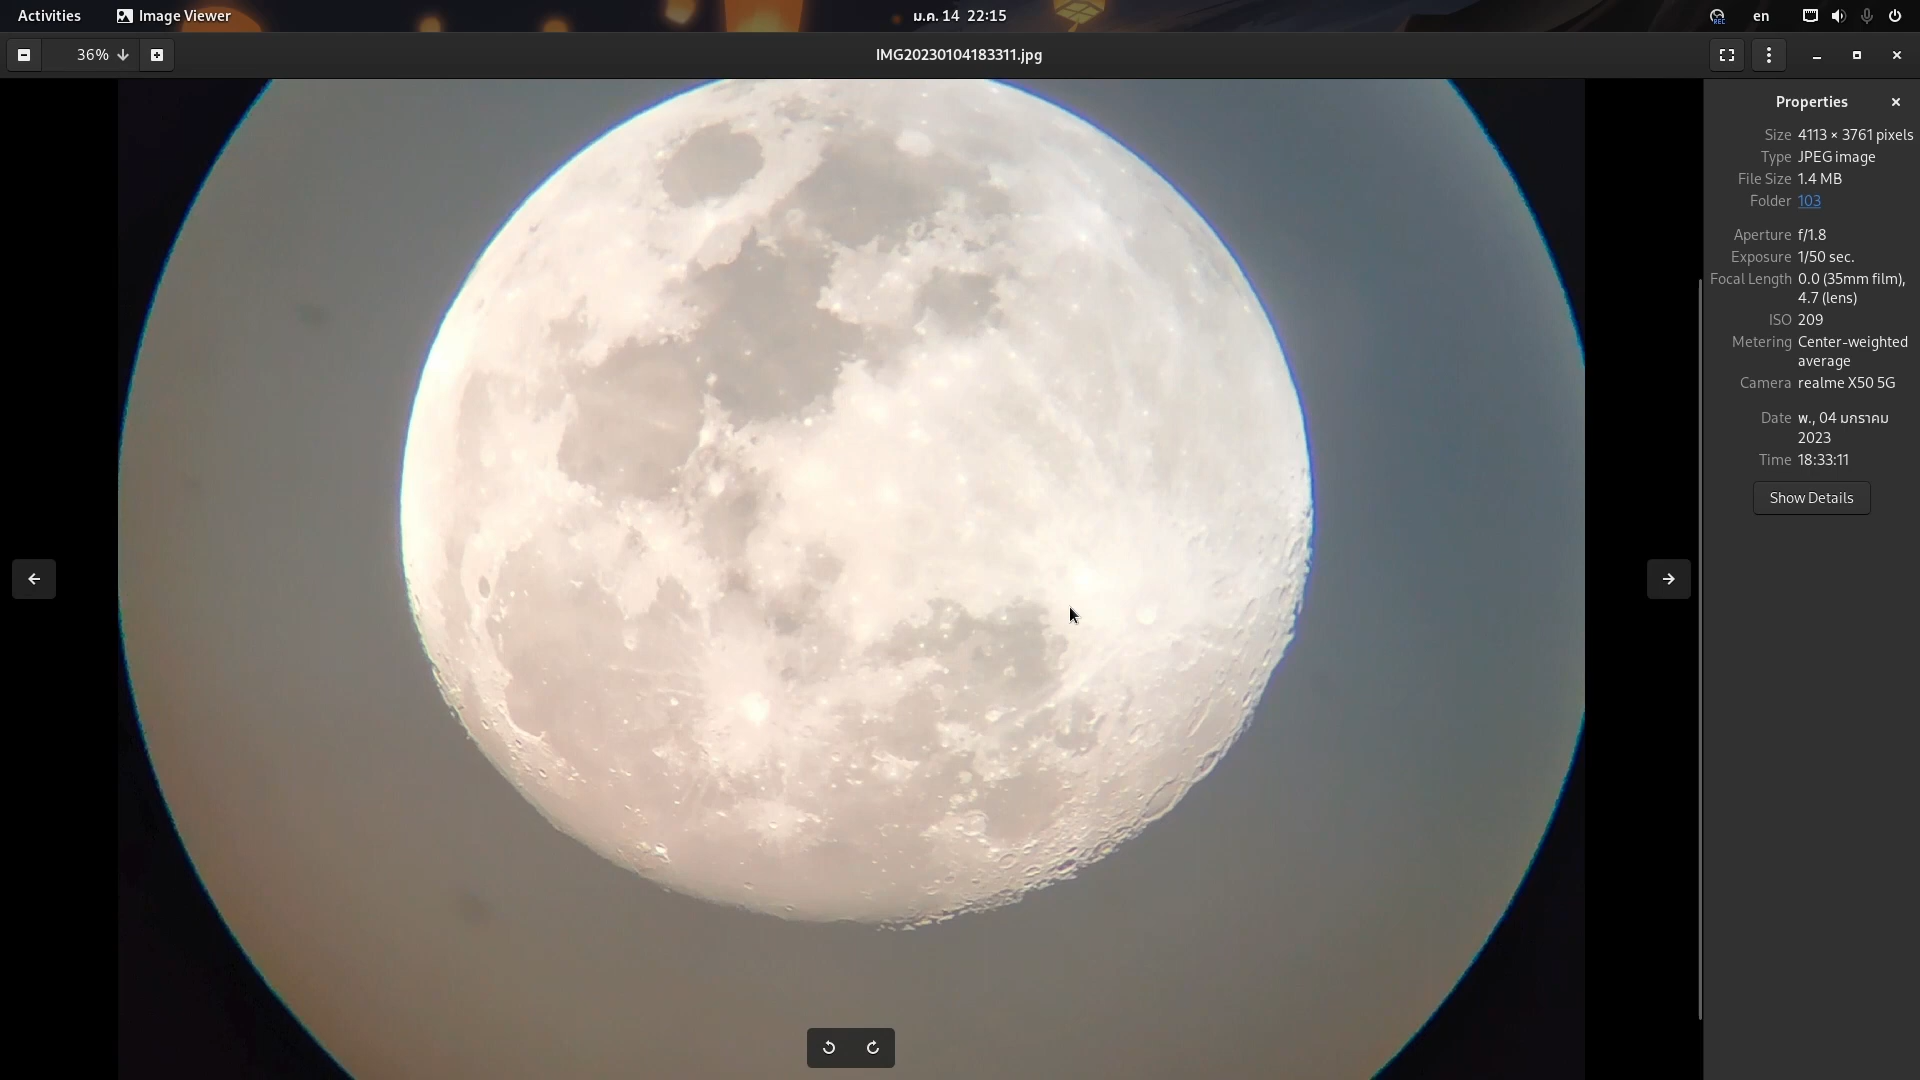 Activities
Image Viewer
ม.ค. 14 22:15
REC
en
36%
IMG20230104183311.jpg
Properties
Size 4113 × 3761 pixels
Type JPEG image
File Size 1.4 MB
Folder 103
Aperture f/1.8
Exposure 1/50 sec.
Focal Length 0.0 (35mm film),
4.7 (lens)
ISO 209
Metering Center-weighted
average
Camera realme X50 5G
Date พ., 04 มกราคม
2023
Time 18:33:11
Show Details